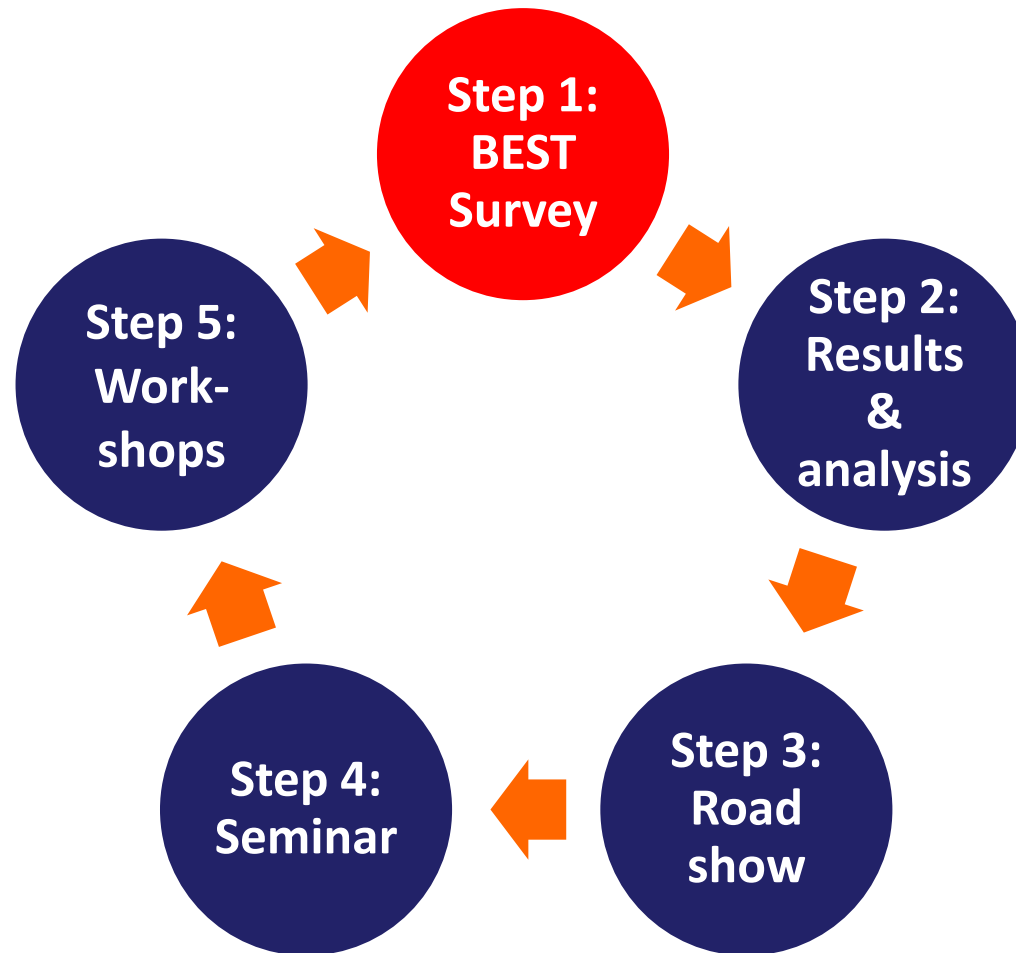 Step 1:
BEST
Survey
Step 2:
Results
&
analysis
Step 3:
Road
show
Step 4:
Seminar
Step 5:
Work-
shops